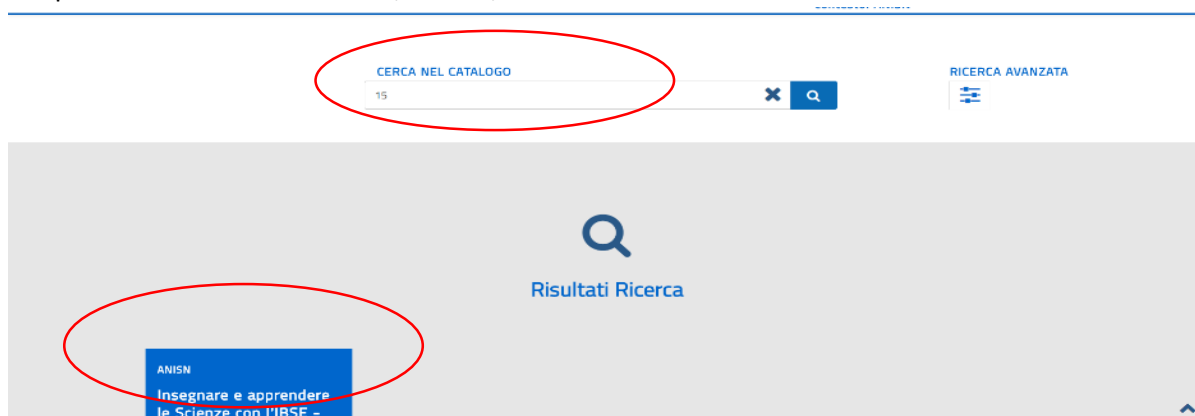 CERCA NEL CATALOGO
15
RICERCA AVANZATA
Risultati Ricerca
ANISN
Insegnare e apprendere
le Scienze con l'IBSE –